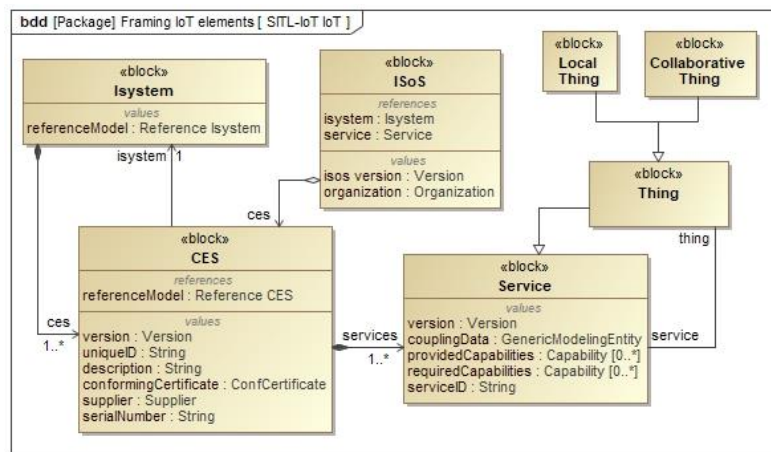 bdd [Package] Framing IoT elements [ SITL-IoT IoT ]
«block»
Isystem
values
referenceModel : Reference Isystem
«block»
ISoS
references
isystem : Isystem
service : Service
values
isos version : Version
organization : Organization
«block»
Local
Thing
«block»
Collaborative
Thing
isystem 1
ces
«block»
Thing
thing
«block»
CES
references
referenceModel : Reference CES
values
version : Version
uniqueID : String
description : String
conformingCertificate : ConfCertificate
supplier : Supplier
serialNumber : String
ces
1..*
services
1..*
«block»
Service
values
version : Version
couplingData : GenericModelingEntity
providedCapabilities : Capability [0..*]
requiredCapabilities : Capability [0..*]
serviceID : String
service